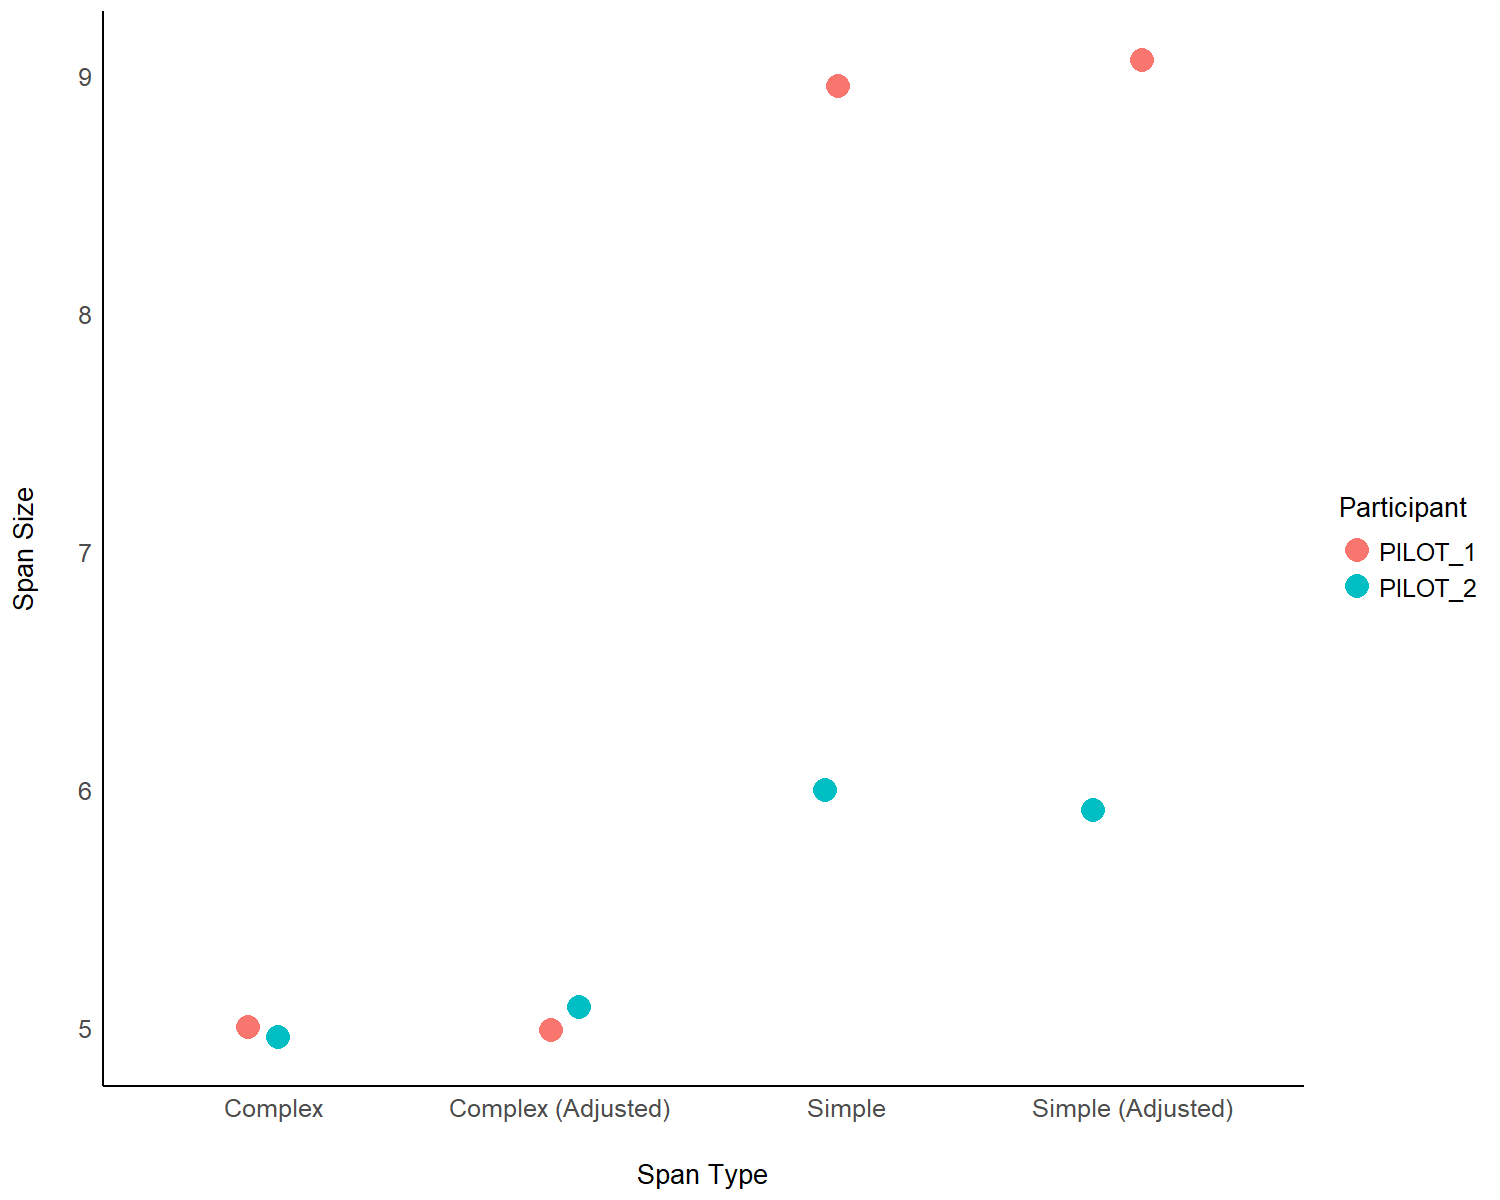 9
8
7
6
5
Span Size
Complex
Complex (Adjusted)
Simple
Simple (Adjusted)
Span Type
Participant
PILOT_1
PILOT_2